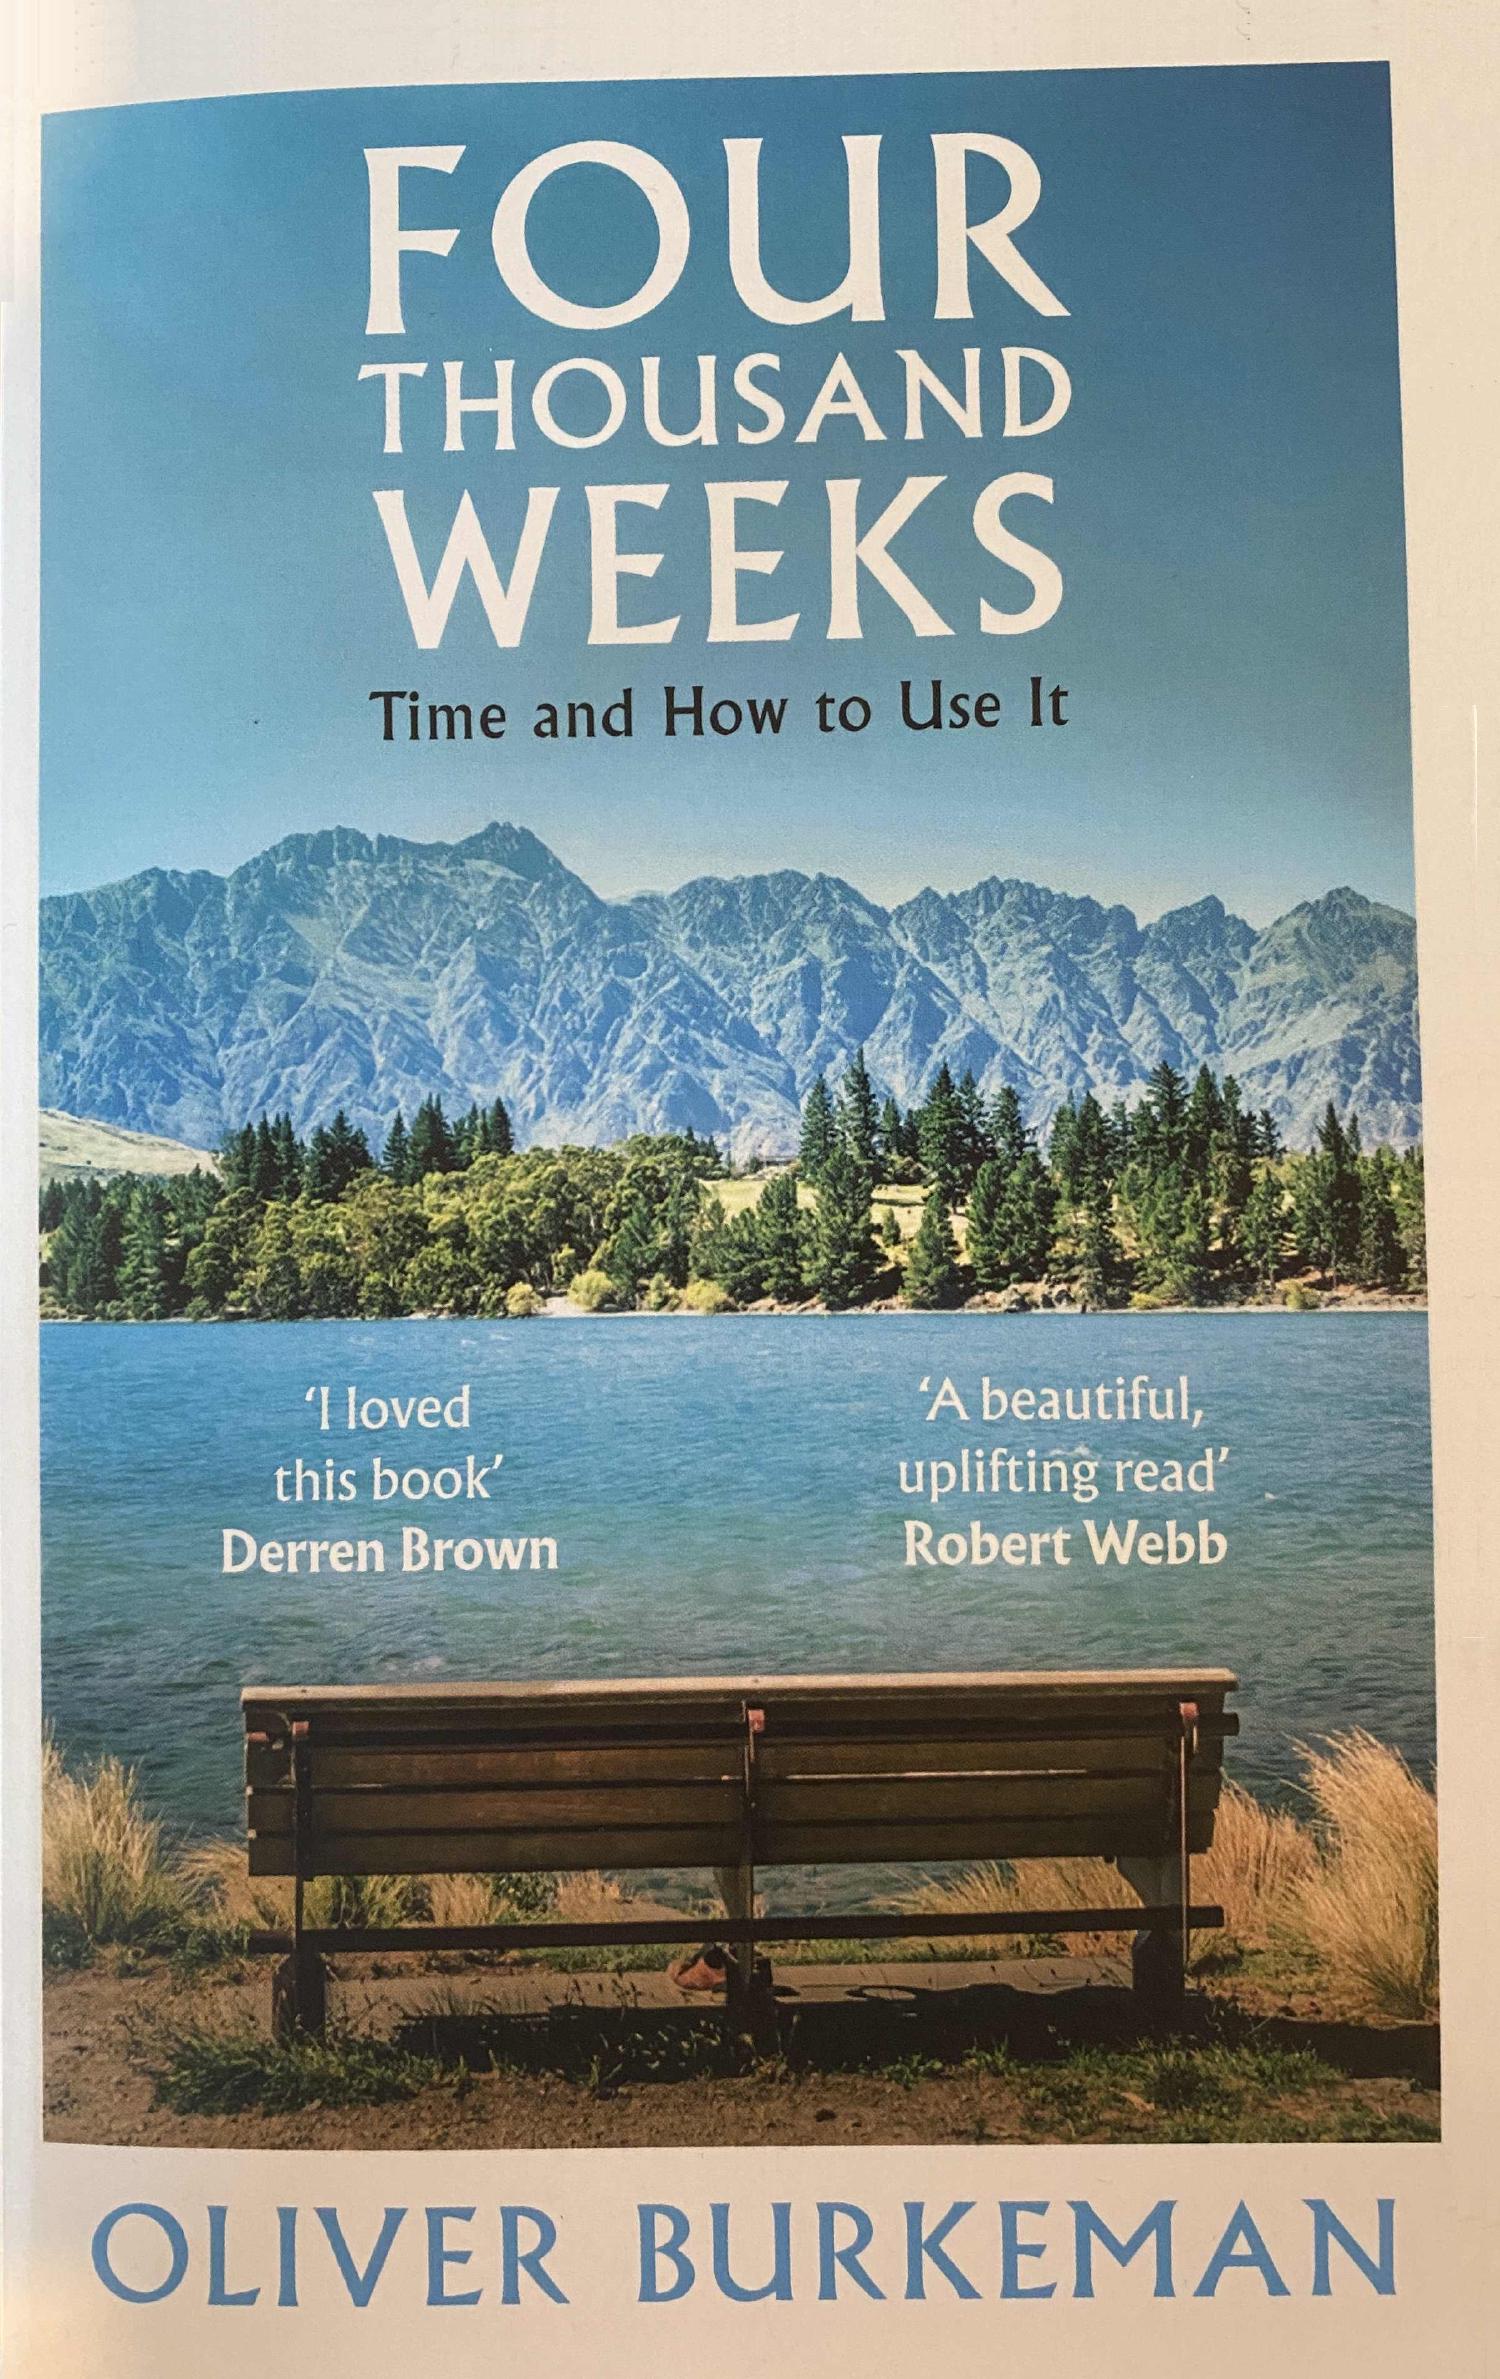 FOUR
THOUSAND
WEEKS
Time and How to Use It
‘I loved
this book’
Derren Brown
‘A beautiful,
uplifting read’
Robert Webb
OLIVER BURKEMAN